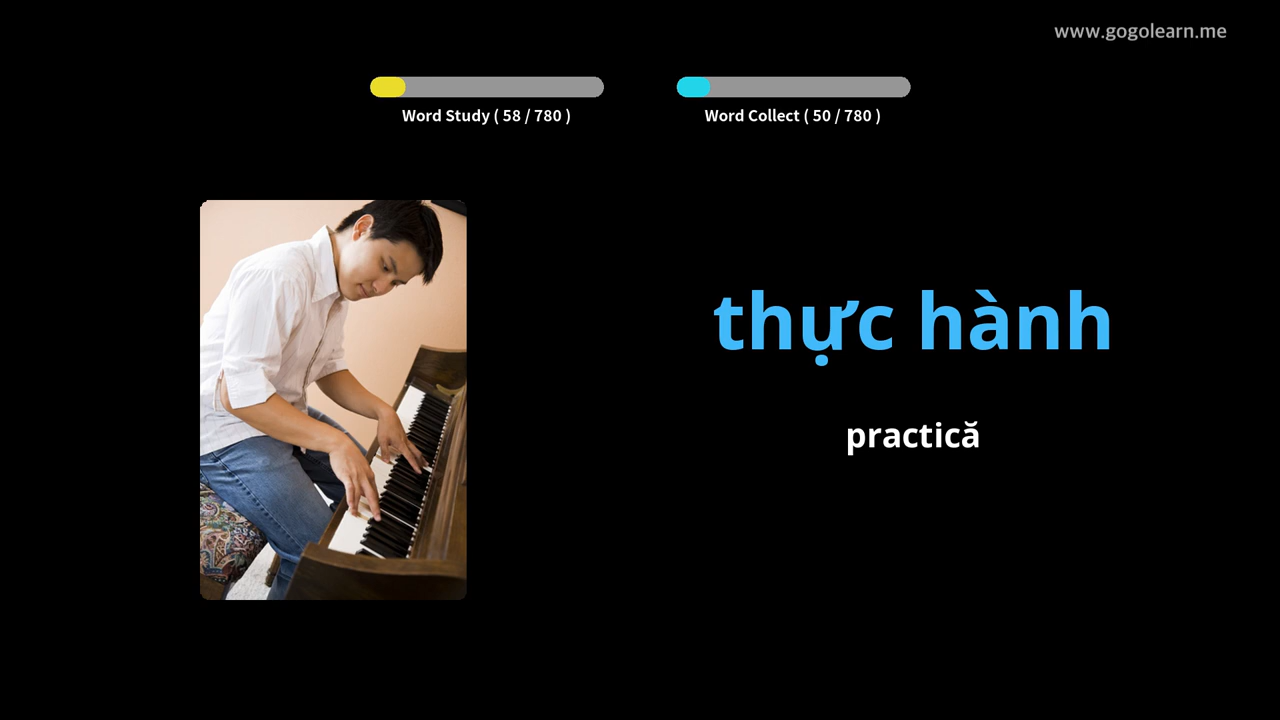 www.gogolearn.me
Word Study ( 58 / 780 )
Word Collect ( 50 / 780 )
thực hành
practică